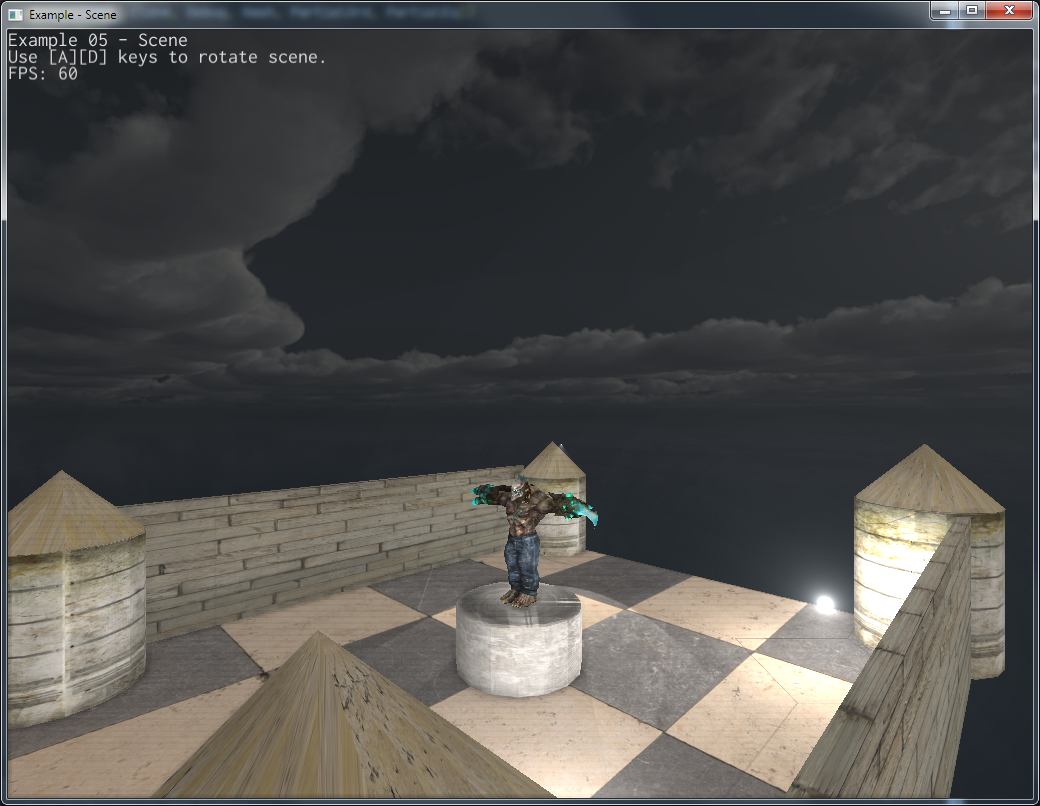 Example - Scene
Example 05 - Scene
Use [A][D] keys to rotate scene.
FPS: 60